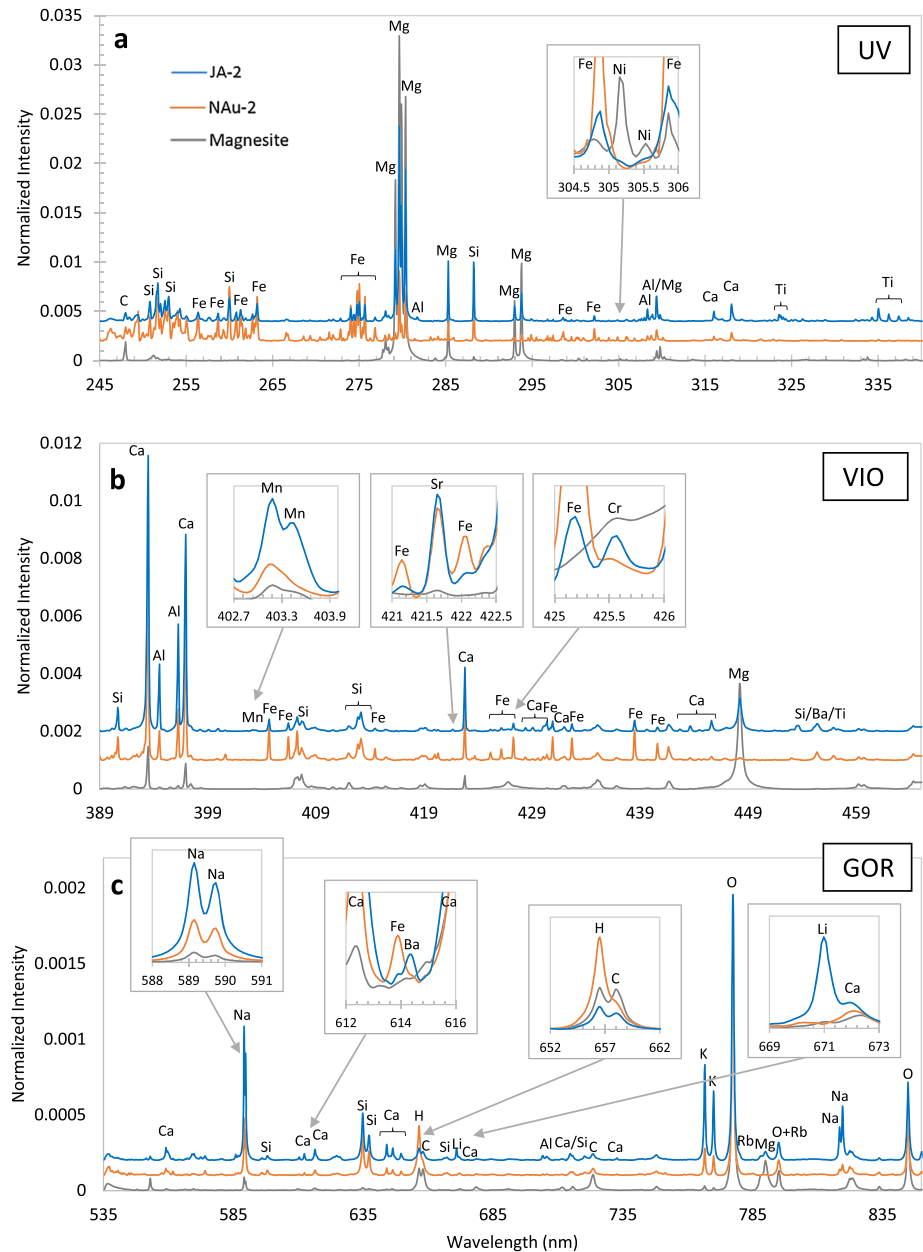 a
UV
Normalized Intensity
0.035
0.03
0.025
0.02
0.015
0.01
0.005
0
JA-2
NAu-2
Magnesite
Mg
Mg
Mg
Fe Ni Fe
Ni
304.5 305 305.5 306
C Si Si Si Fe Fe Si Fe Fe Fe Al Mg Si Mg Mg Fe Fe Al Al/Mg Ca Ca Ti Ti
245 255 265 275 285 295 305 315 325 335
b
VIO
Normalized Intensity
0.012
0.01
0.008
0.006
0.004
0.002
0
Ca
Ca
Mn
Mn
402.7 403.3 403.9
Fe Sr Fe
421 421.5 422 422.5
Fe Cr
425 425.5 426
Si Al Al Mn Fe Fe Si Si Fe Ca Fe CaFe CaFe Fe Fe Ca Mg Si/Ba/Ti
389 399 409 419 429 439 449 459
c
GOR
Normalized Intensity
0.002
0.0015
0.001
0.0005
0
Na
Na
588 589 590 591
Ca Fe Ba Ca
612 614 616
H
C
652 657 662
Li
Ca
669 671 673
Ca Na Si Ca Ca Si Si Ca H C Si Li Ca Al Ca/Si C Ca K K O Rb Mg O+Rb Na Na O
535 585 635 685 735 785 835
Wavelength (nm)